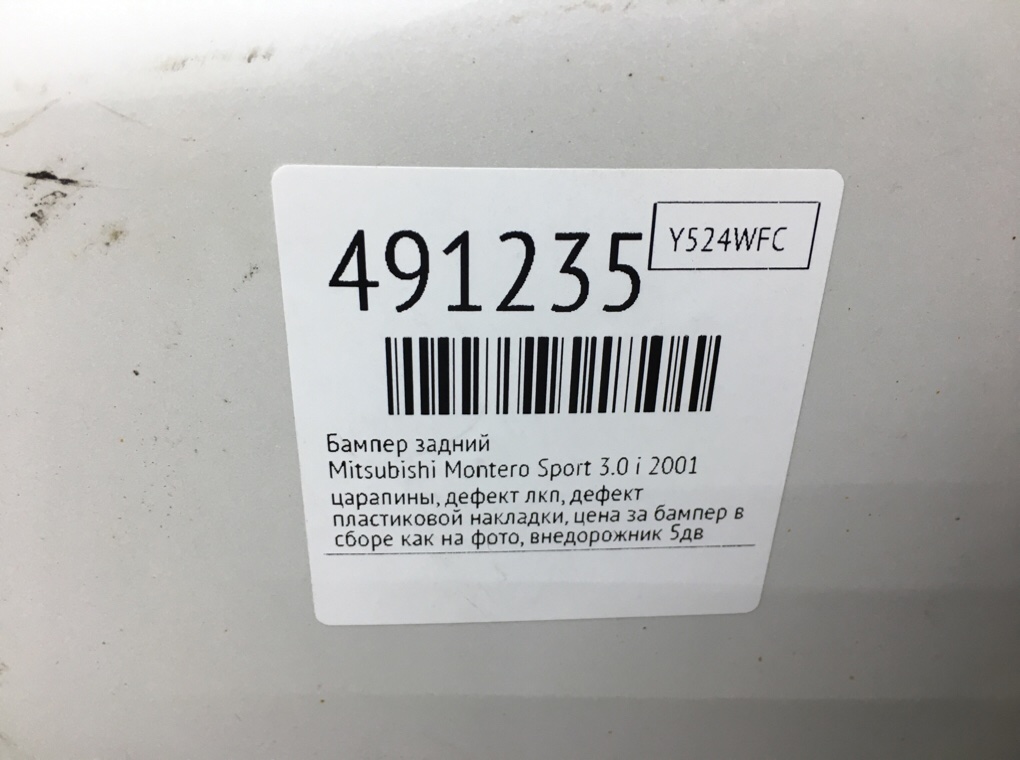 491235
Y524WFC
Бампер задний
Mitsubishi Montero Sport 3.0 i 2001
царапины, дефект лкп, дефект
пластиковой накладки, цена за бампер в
сборе как на фото, внедорожник 5дв